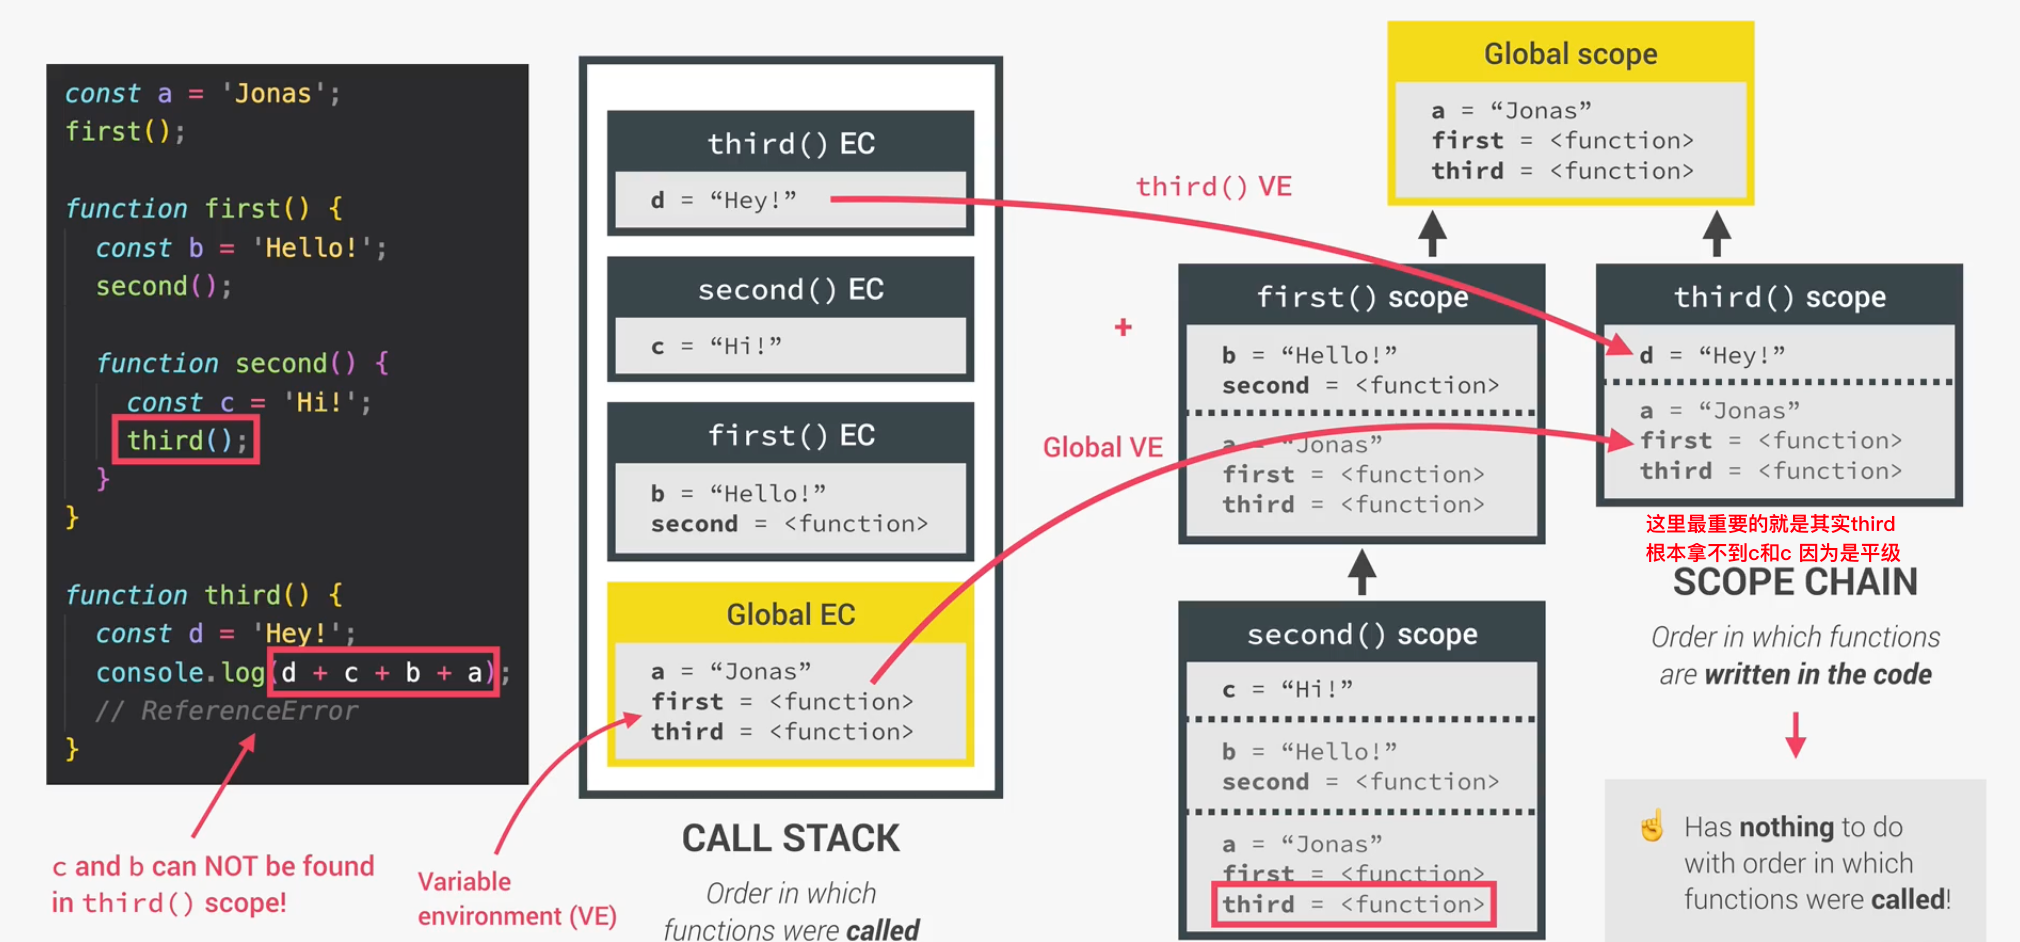 const a = 'Jonas';
first();
function first() {
const b = 'Hello!';
second();
function second() {
const c = 'Hi!';
third();
}
}
function third() {
const d = 'Hey!';
console.log(d + c + b + a);
// ReferenceError
}
c and b can NOT be found
in third() scope!
third() EC
d = “Hey!”
second() EC
c = “Hi!”
first() EC
b = “Hello!”
second = <function>
Global EC
a = “Jonas”
first = <function>
third = <function>
Variable
environment (VE)
CALL STACK
Order in which
functions were called
third() VE
+
Global VE
Global scope
a = “Jonas”
first = <function>
third = <function>
first() scope
b = “Hello!”
second = <function>
a = “Jonas”
first = <function>
third = <function>
second() scope
c = “Hi!”
b = “Hello!”
second = <function>
a = “Jonas”
first = <function>
third = <function>
third() scope
d = “Hey!”
a = “Jonas”
first = <function>
third = <function>
这里最重要的就是其实third
根本拿不到c和c 因为是平级
SCOPE CHAIN
Order in which functions
are written in the code
☝️ Has nothing to do
with order in which
functions were called!